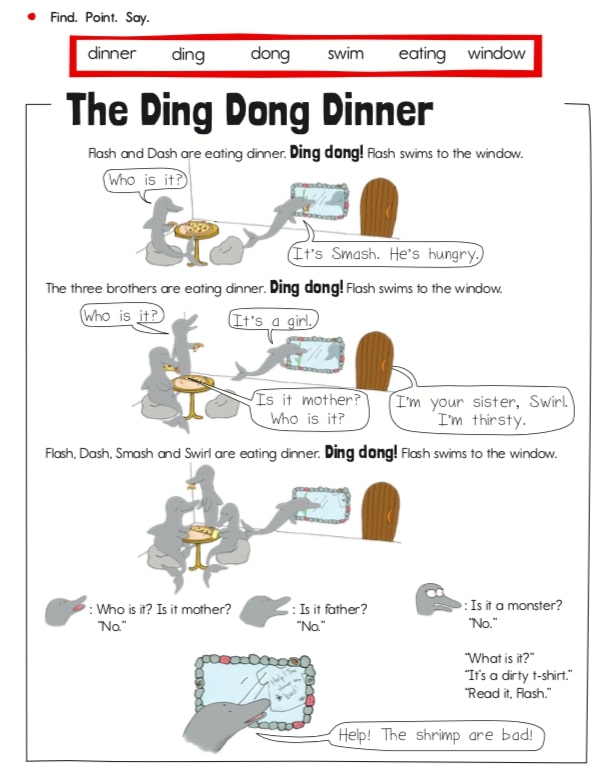 Find. Point. Say.
dinner ding dong swim eating window
The Ding Dong Dinner
Flash and Dash are eating dinner. Ding dong! Flash swims to the window.
Who is it?
It's Smash. He's hungry.
The three brothers are eating dinner. Ding dong! Flash swims to the window.
Who is it?
It's a girl.
Is it mother?
Who is it?
I'm your sister, Swirl.
I'm thirsty.
Flash, Dash, Smash and Swirl are eating dinner. Ding dong! Flash swims to the window.
: Who is it? Is it mother?
"No."
: Is it father?
"No."
: Is it a monster?
"No."
"What is it?"
"It's a dirty t-shirt."
"Read it, Flash."
Help! The
bad
Help! The shrimp are bad!